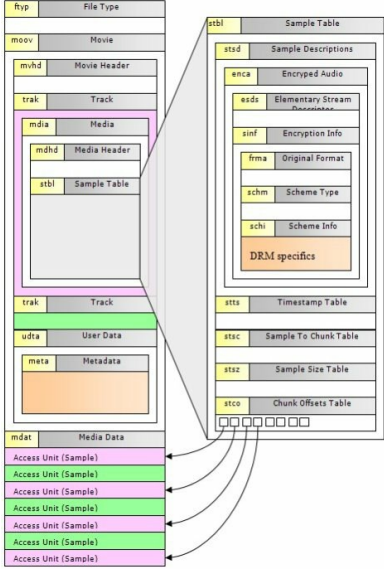 ftyp File Type
moov Movie
mvhd Movie Header
trak Track
mdia Media
mdhd Media Header
stbl Sample Table
trak Track
udta User Data
meta Metadata
mdat Media Data
Access Unit (Sample)
Access Unit (Sample)
Access Unit (Sample)
Access Unit (Sample)
Access Unit (Sample)
Access Unit (Sample)
Access Unit (Sample)
stbl Sample Table
stsd Sample Descriptions
enca Encryped Audio
esds Elementary Stream
Descriptor
sinf Encryption Info
frma Original Format
schm Scheme Type
schi Scheme Info
DRM specifics
stts Timestamp Table
stsc Sample To Chunk Table
stsz Sample Size Table
stco Chunk Offsets Table